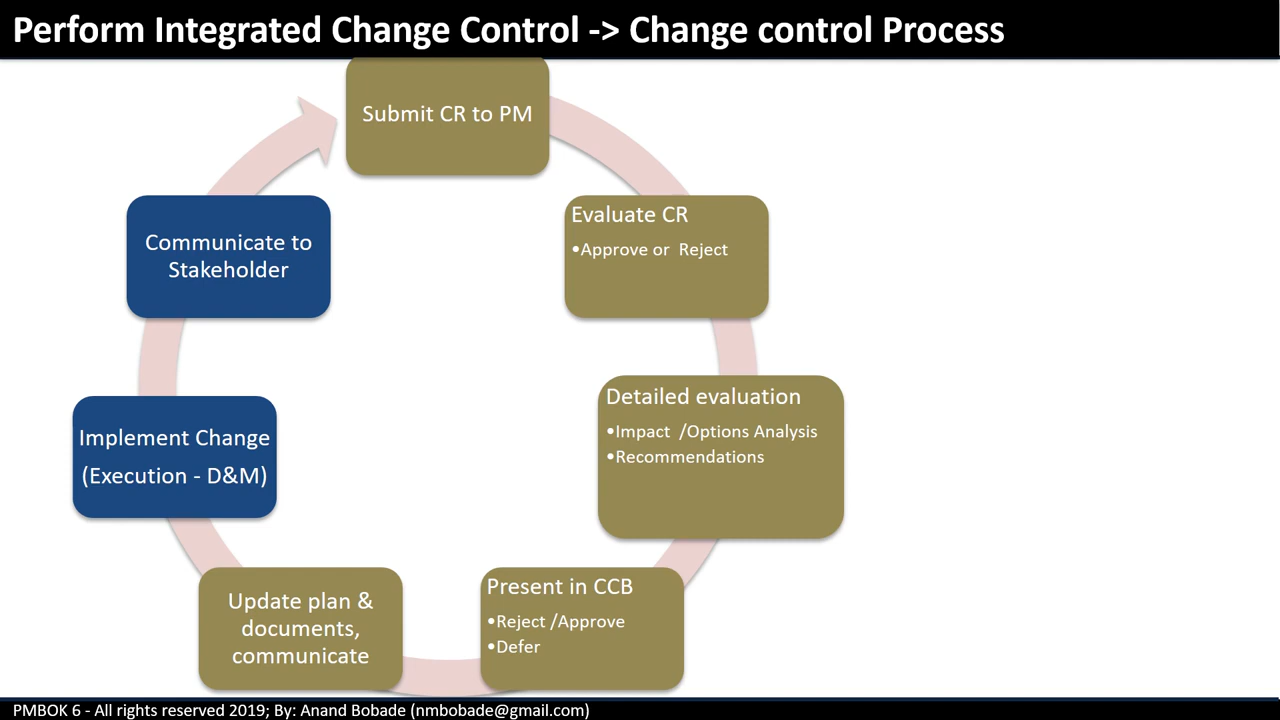 Perform Integrated Change Control -> Change control Process
Submit CR to PM
Evaluate CR
•Approve or  Reject
Detailed evaluation
•Impact  /Options Analysis
•Recommendations
Present in CCB
•Reject /Approve
•Defer
Update plan &
documents,
communicate
Implement Change
(Execution - D&M)
Communicate to
Stakeholder
PMBOK 6 - All rights reserved 2019; By: Anand Bobade (nmbobade@gmail.com)